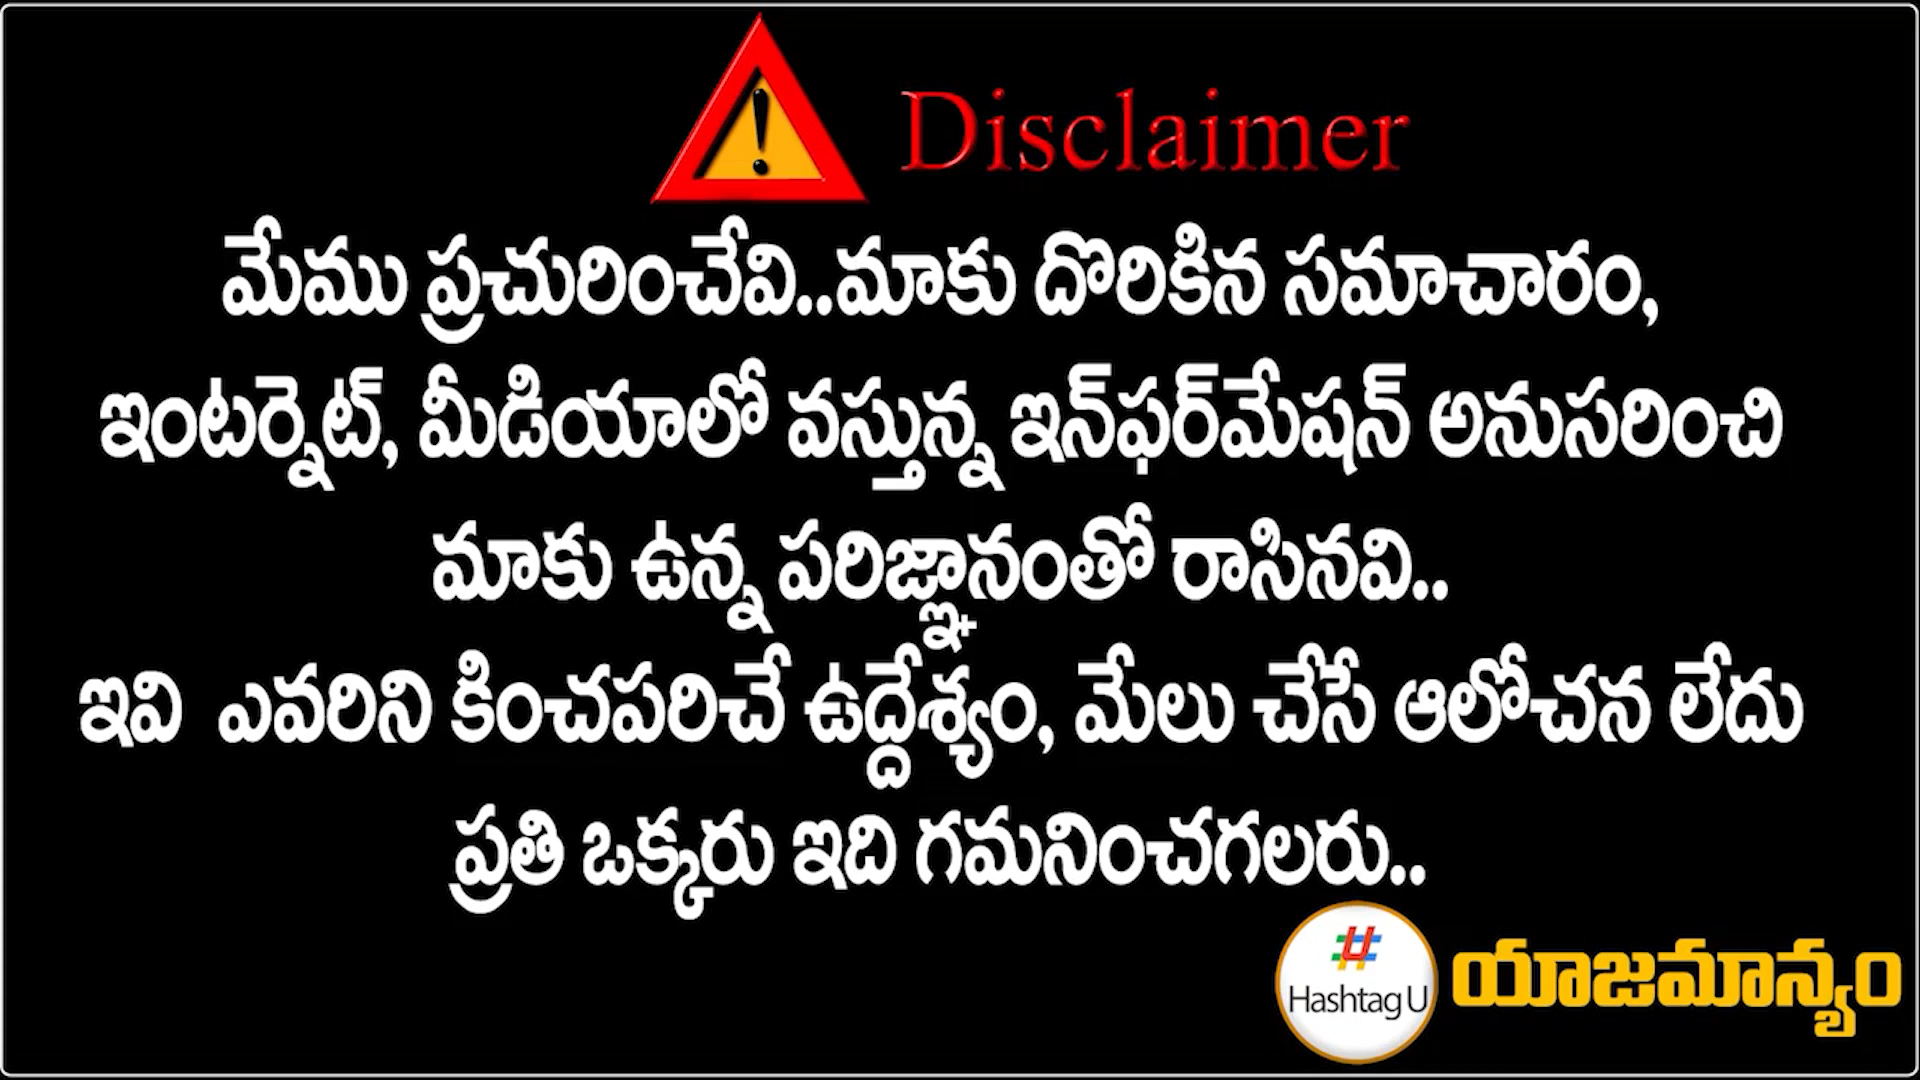 Disclaimer
మేము ప్రచురించేవి..మాకు దొరికిన సమాచారం,
ఇంటర్నెట్, మీడియాలో వస్తున్న ఇన్‌ఫర్‌మేషన్ అనుసరించి
మాకు ఉన్న పరిజ్ఞానంతో రాసినవి..
ఇవి ఎవరిని కించపరిచే ఉద్దేశ్యం, మేలు చేసే ఆలోచన లేదు
ప్రతి ఒక్కరు ఇది గమనించగలరు..
Hashtag U యాజమాన్యం